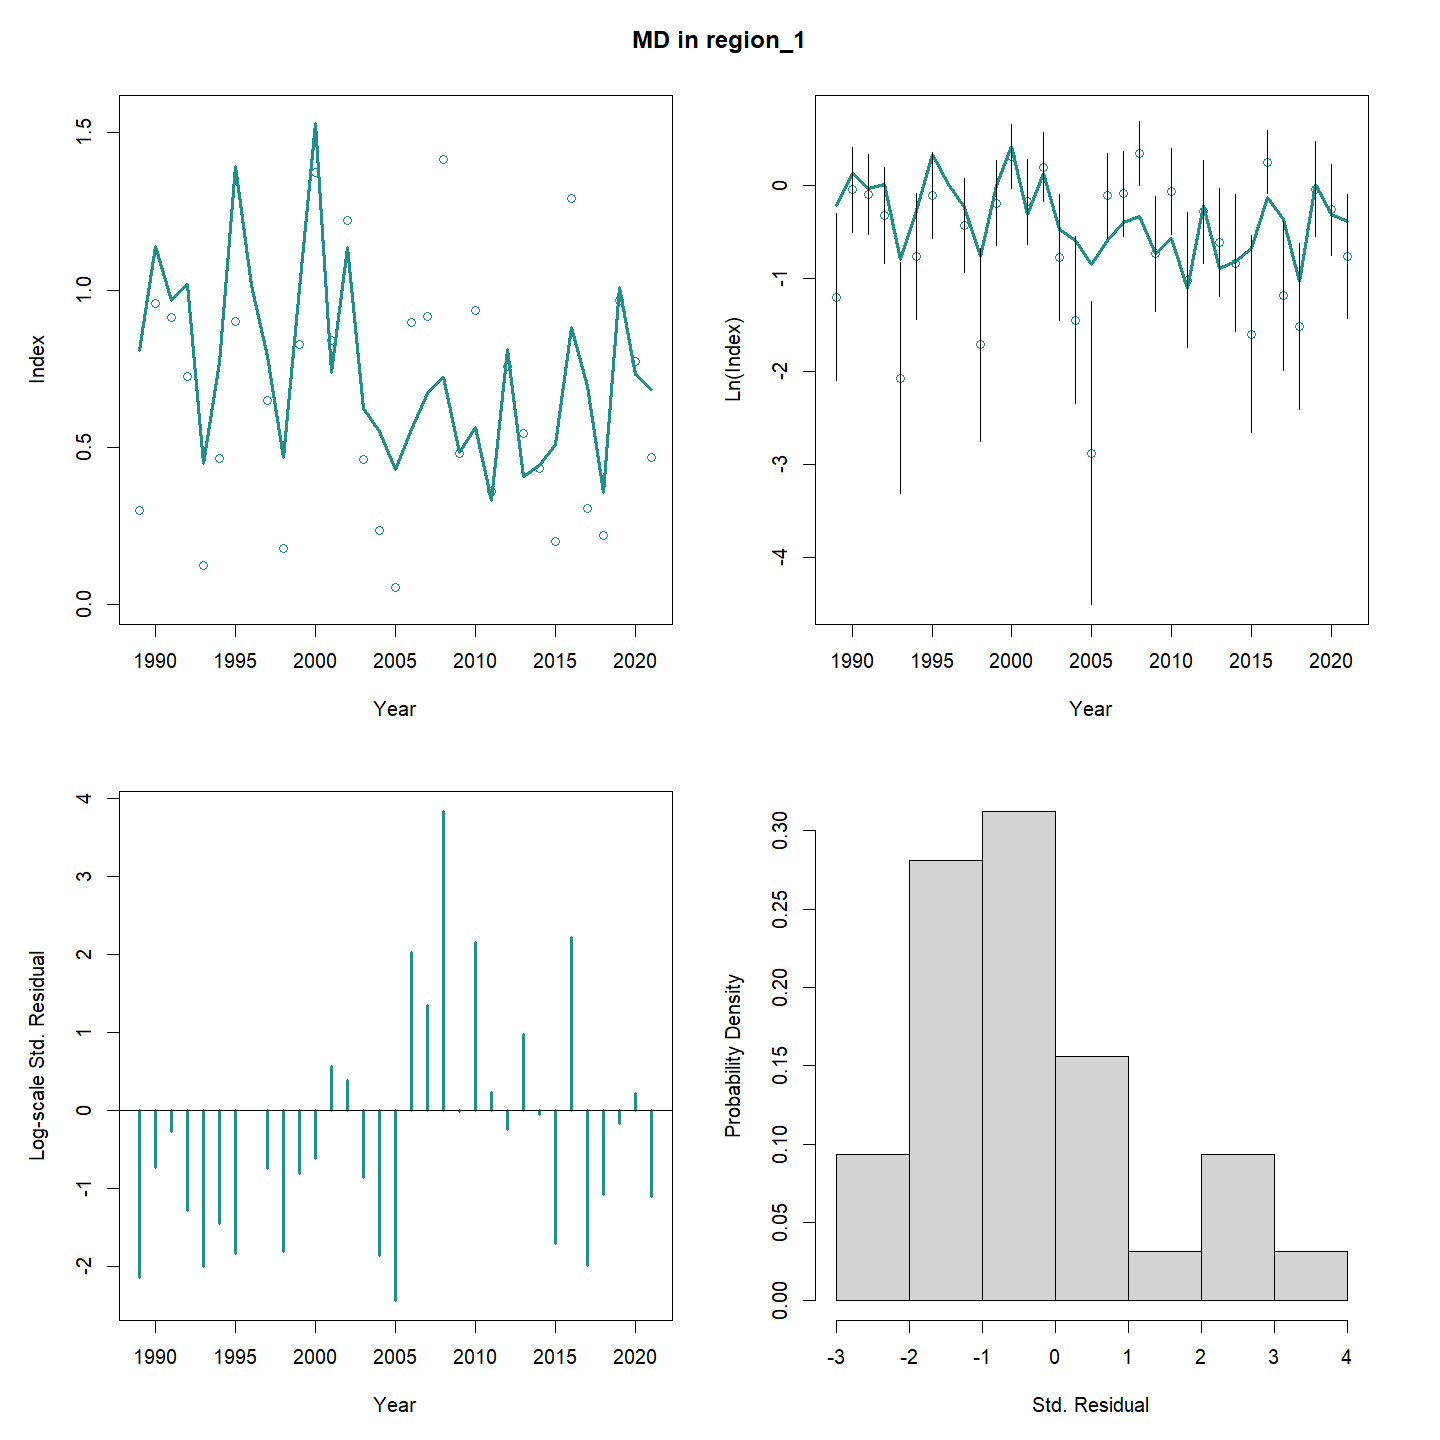 MD in region_1
Index
0.0 0.5 1.0 1.5
1990 1995 2000 2005 2010 2015 2020
Year
Ln(Index)
-4 -3 -2 -1 0
1990 1995 2000 2005 2010 2015 2020
Year
Log-scale Std. Residual
-2 -1 0 1 2 3 4
1990 1995 2000 2005 2010 2015 2020
Year
Probability Density
0.00 0.05 0.10 0.15 0.20 0.25 0.30
-3 -2 -1 0 1 2 3 4
Std. Residual